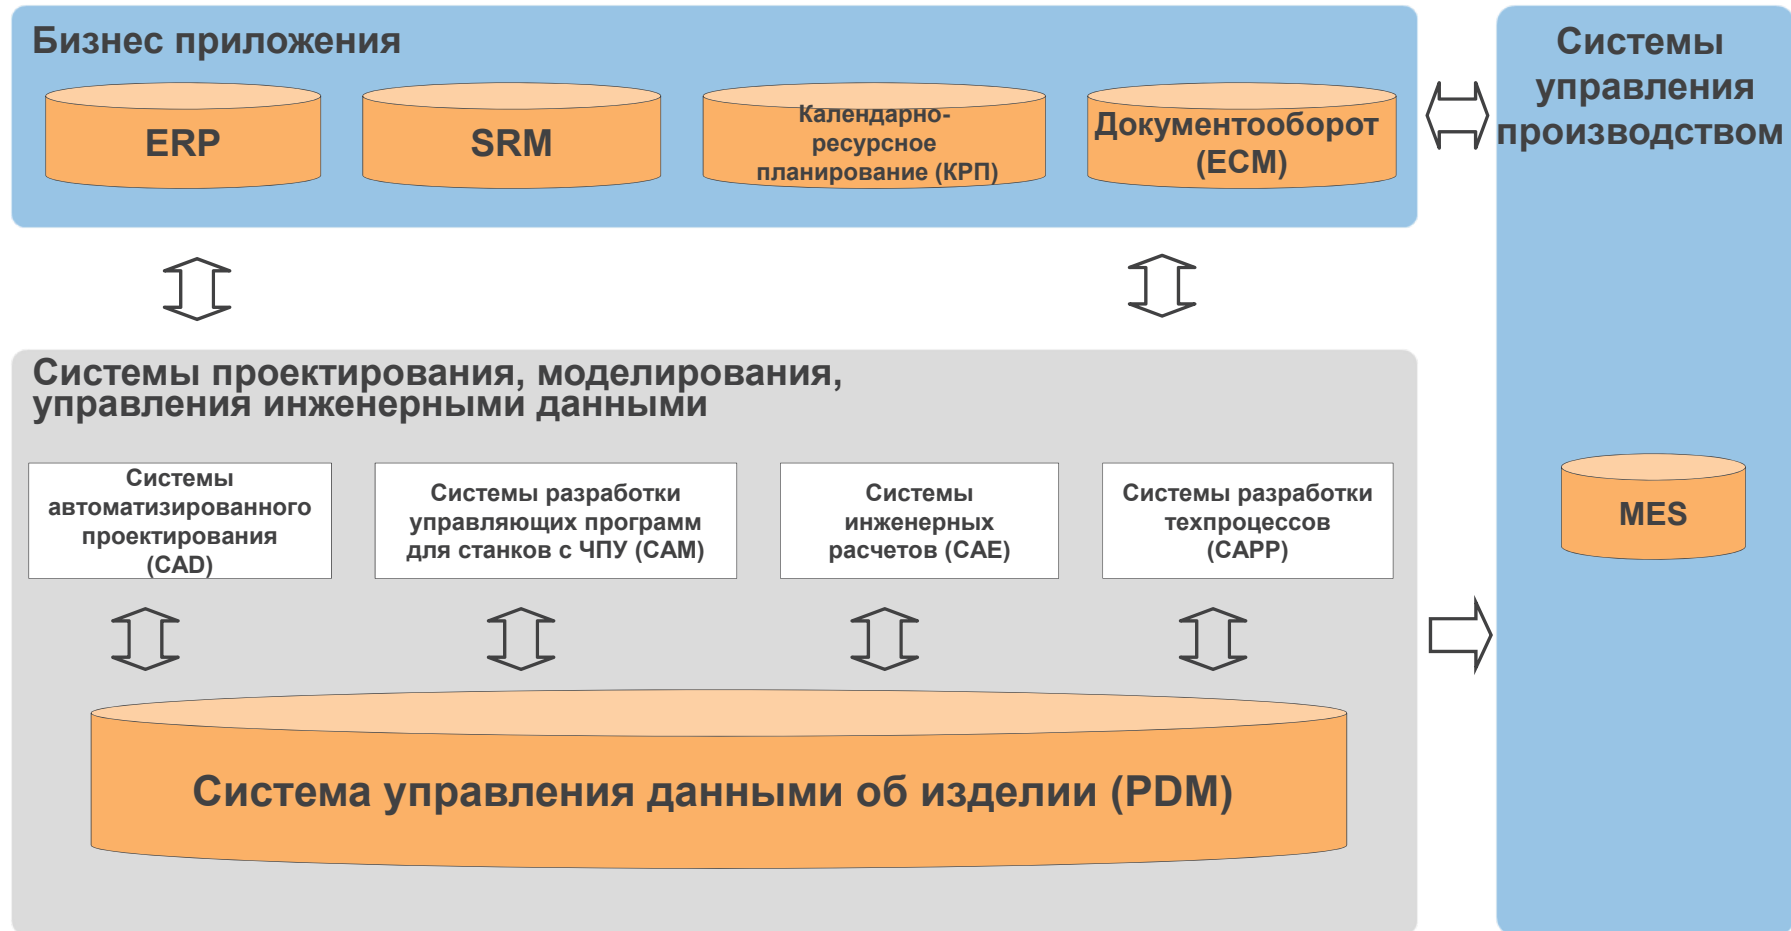 Бизнес приложения
ERP
SRM
Календарно-
ресурсное
планирование (КРП)
Документооборот
(ECM)
Системы
управления
производством
Системы проектирования, моделирования,
управления инженерными данными
Системы
автоматизированного
проектирования
(CAD)
Системы разработки
управляющих программ
для станков с ЧПУ (CAM)
Системы
инженерных
расчетов (CAE)
Системы разработки
техпроцессов
(CAPP)
MES
Система управления данными об изделии (PDM)